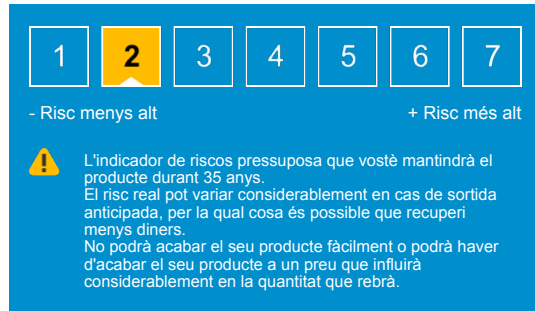 1 2 3 4 5 6 7
- Risc menys alt + Risc més alt
L'indicador de riscos pressuposa que vostè mantindrà el
producte durant 35 anys.
El risc real pot variar considerablement en cas de sortida
anticipada, per la qual cosa és possible que recuperi
menys diners.
No podrà acabar el seu producte fàcilment o podrà haver
d'acabar el seu producte a un preu que influirà
considerablement en la quantitat que rebrà.